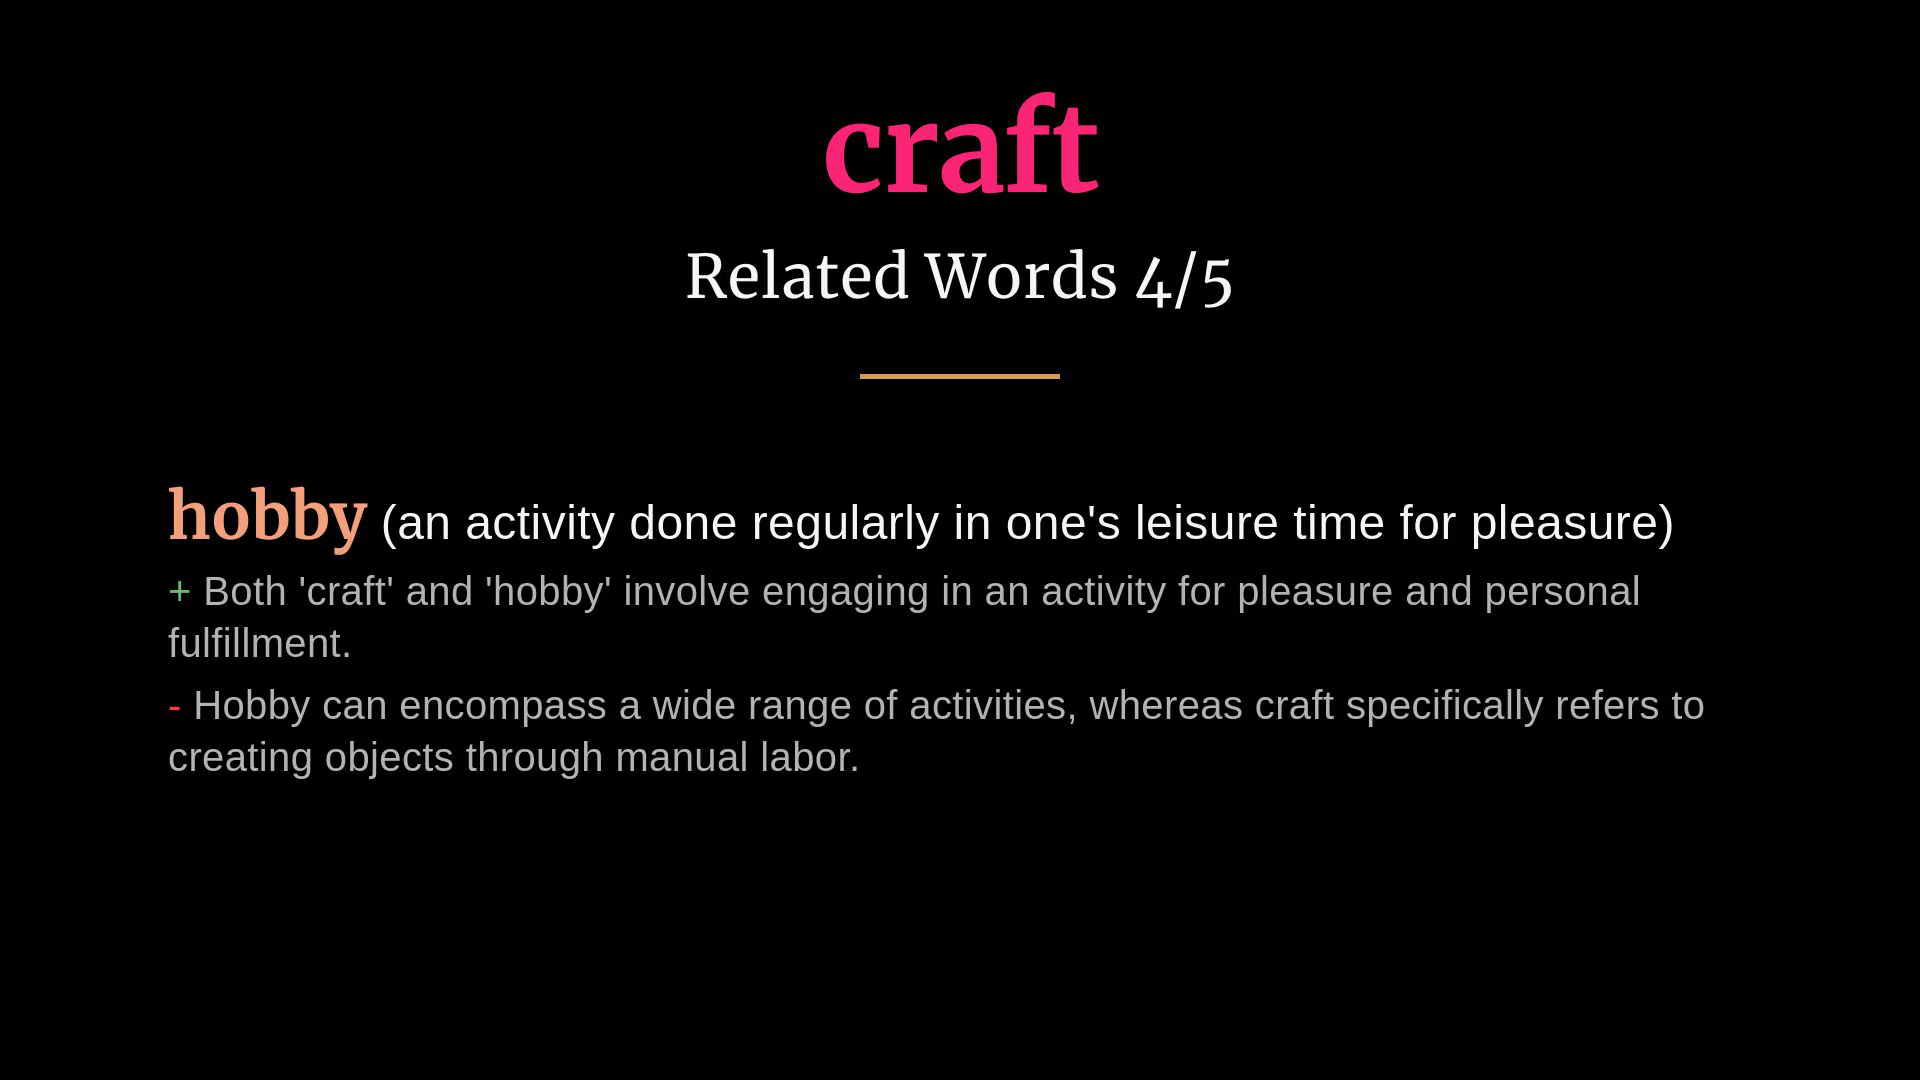 craft
Related Words 4/5
hobby (an activity done regularly in one's leisure time for pleasure)
+ Both 'craft' and 'hobby' involve engaging in an activity for pleasure and personal
fulfillment.
- Hobby can encompass a wide range of activities, whereas craft specifically refers to
creating objects through manual labor.